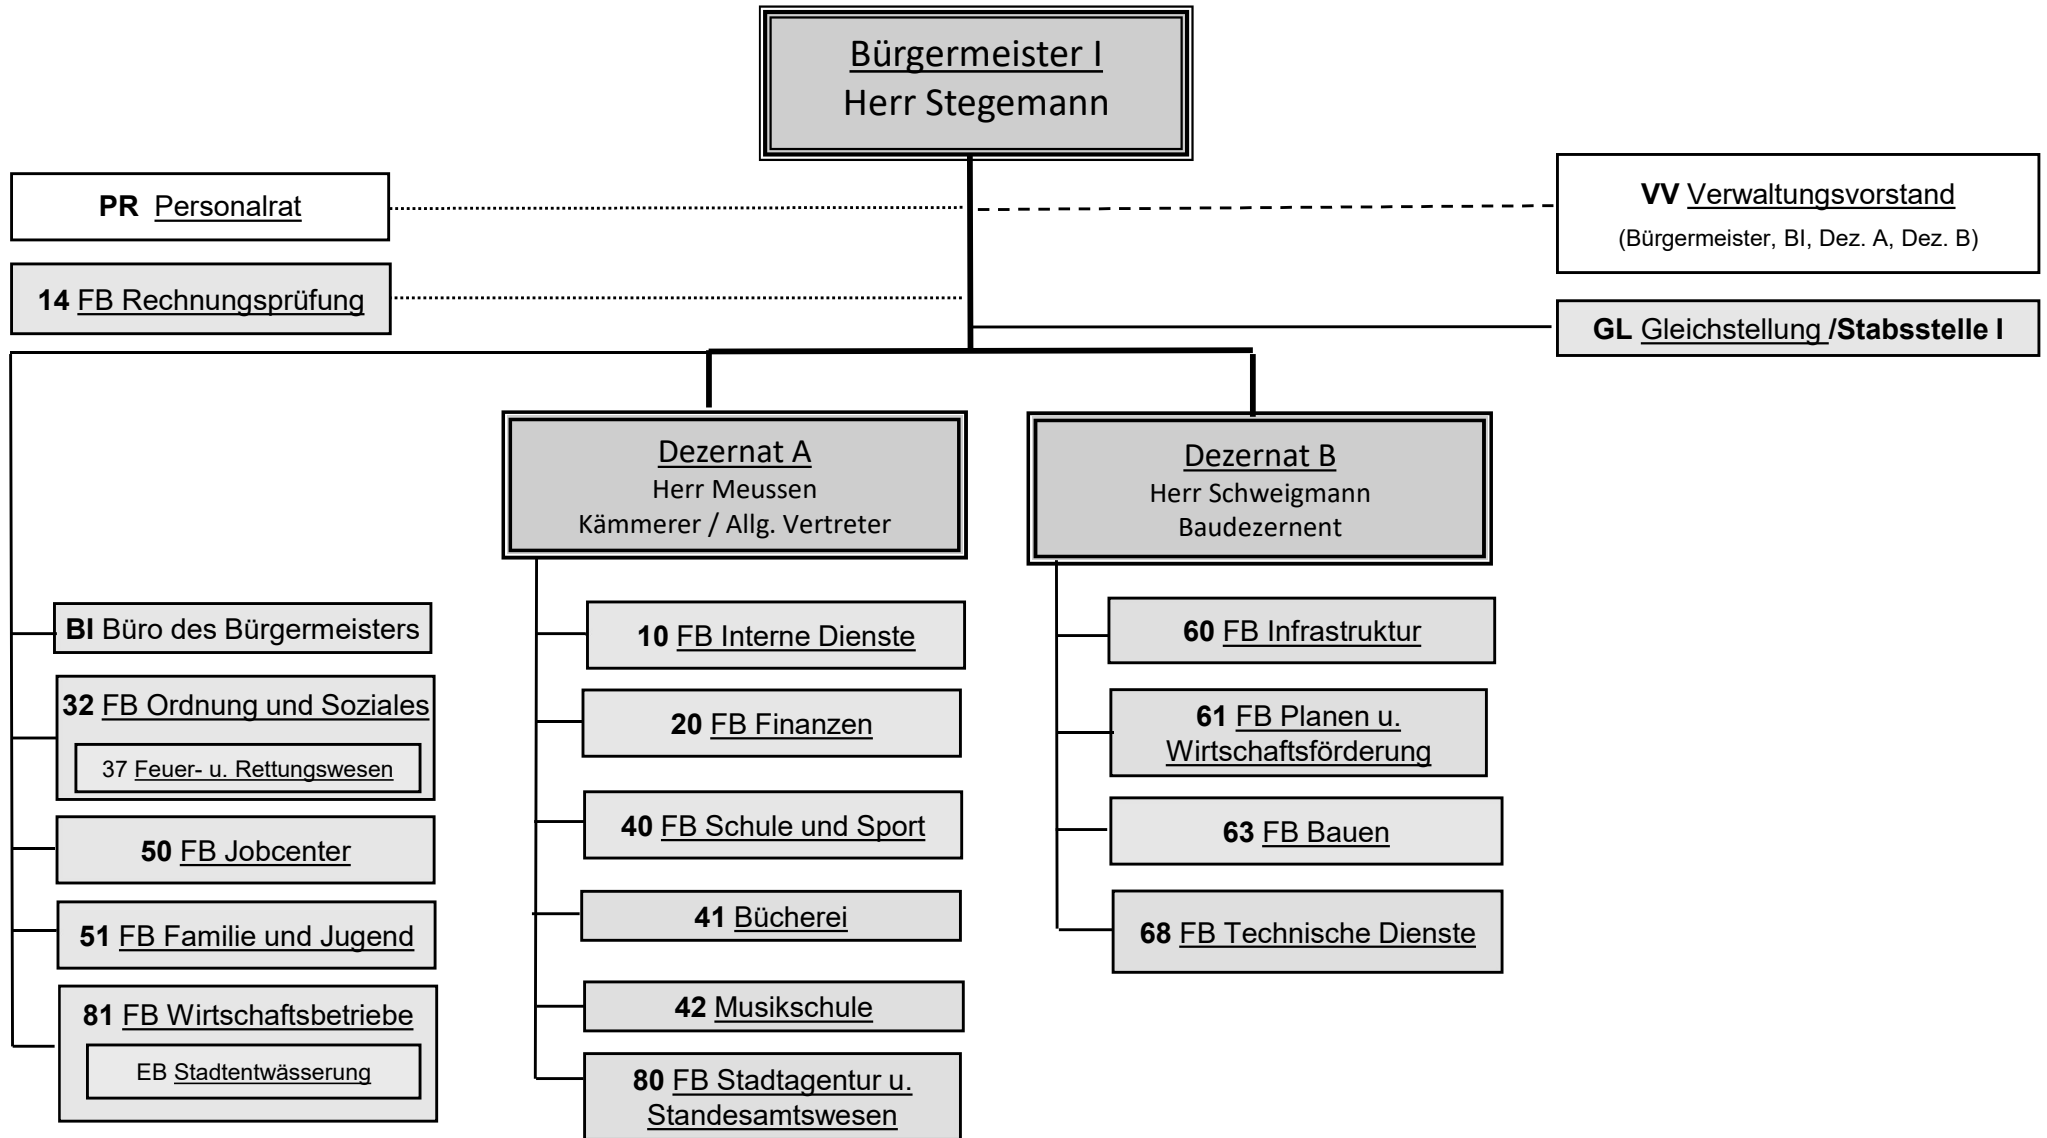 Bürgermeister I
Herr Stegemann
PR Personalrat
VV Verwaltungsvorstand
(Bürgermeister, BI, Dez. A, Dez. B)
14 FB Rechnungsprüfung
GL Gleichstellung /Stabsstelle I
Dezernat A
Herr Meussen
Kämmerer / Allg. Vertreter
Dezernat B
Herr Schweigmann
Baudezernent
BI Büro des Bürgermeisters
32 FB Ordnung und Soziales
37 Feuer- u. Rettungswesen
50 FB Jobcenter
51 FB Familie und Jugend
81 FB Wirtschaftsbetriebe
EB Stadtentwässerung
10 FB Interne Dienste
20 FB Finanzen
40 FB Schule und Sport
41 Bücherei
42 Musikschule
80 FB Stadtagentur u.
Standesamtswesen
60 FB Infrastruktur
61 FB Planen u.
Wirtschaftsförderung
63 FB Bauen
68 FB Technische Dienste